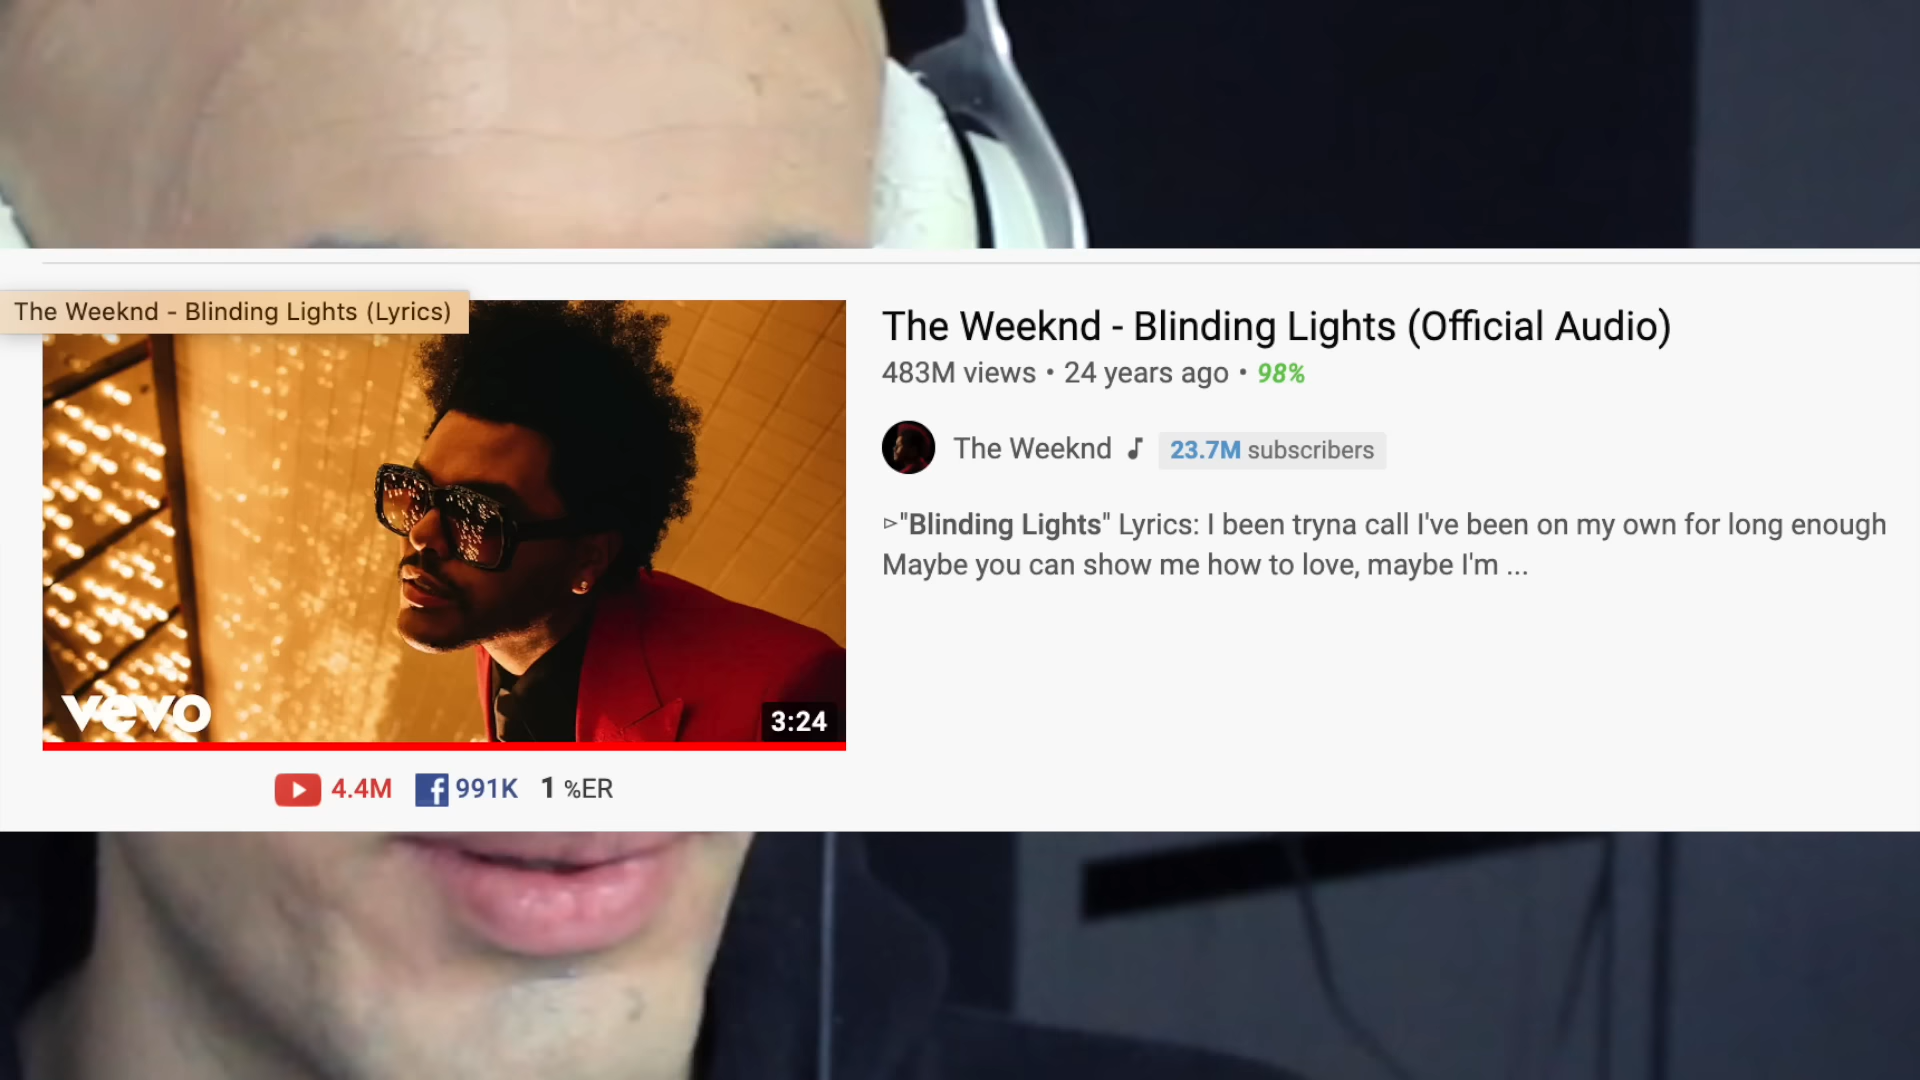 The Weeknd - Blinding Lights (Lyrics)
vevo
3:24
4.4M f 991K 1 %ER
The Weeknd - Blinding Lights (Official Audio)
483M views • 24 years ago • 98%
The Weeknd ♪ 23.7M subscribers
▹"Blinding Lights" Lyrics: I been tryna call I've been on my own for long enough
Maybe you can show me how to love, maybe I'm ...